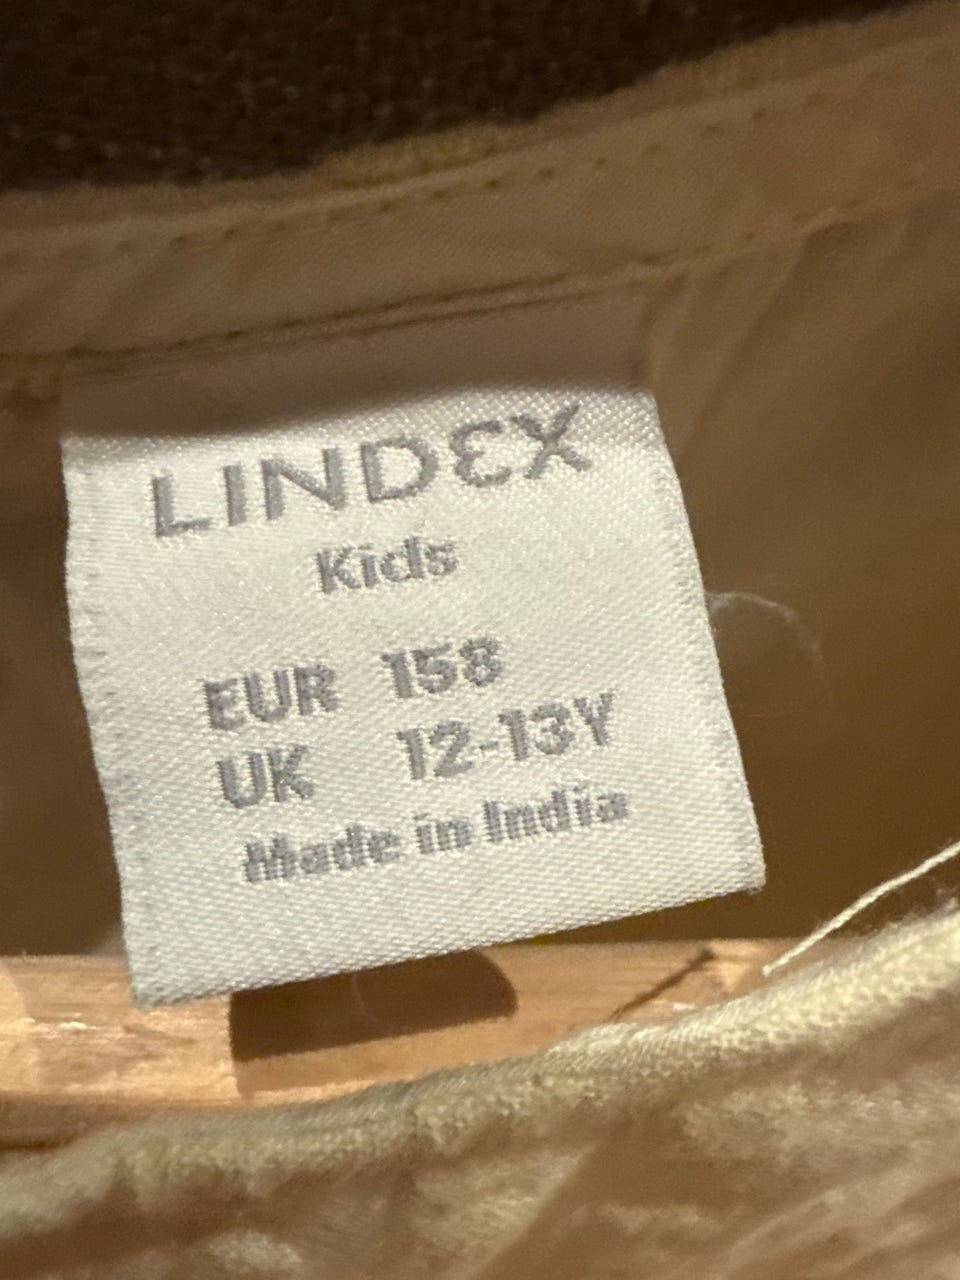 LINDEX
Kids
EUR 158
UK 12-13Y
Made in India